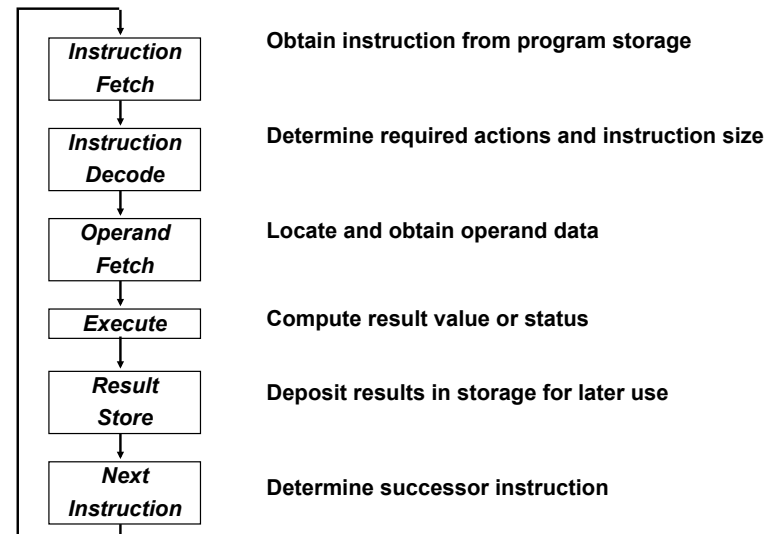 Instruction
Fetch
Obtain instruction from program storage
Instruction
Decode
Determine required actions and instruction size
Operand
Fetch
Locate and obtain operand data
Execute
Compute result value or status
Result
Store
Deposit results in storage for later use
Next
Instruction
Determine successor instruction